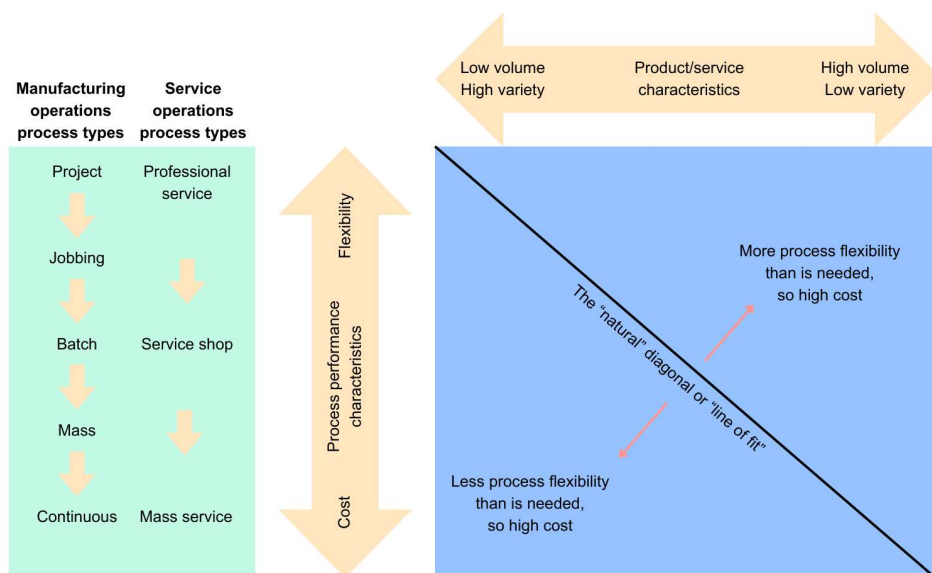 Manufacturing
operations
process types
Service
operations
process types
Project
Jobbing
Batch
Mass
Continuous
Professional
service
Service shop
Mass service
Flexibility
Process performance
characteristics
Cost
Low volume
High variety
Product/service
characteristics
High volume
Low variety
More process flexibility
than is needed,
so high cost
The “natural” diagonal or “line of fit”
Less process flexibility
than is needed,
so high cost